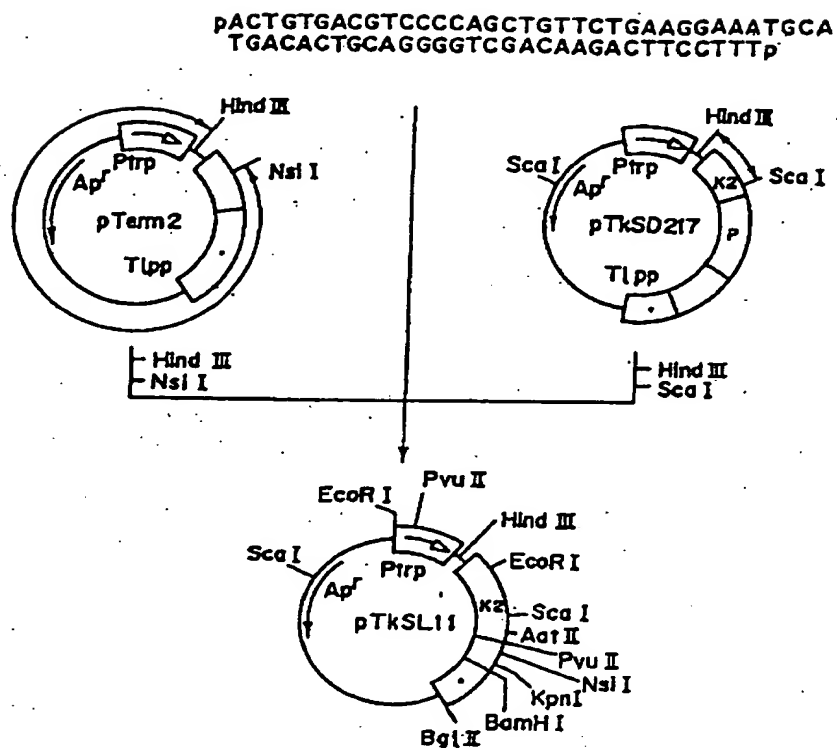 pACTGTGACGTCCCCAGCTGTTCTGAAGGAAATGCA
TGACACTGCAGGGGTCGACAAGACTTCCTTTp
Hind III
Nsi I
Ptrp
Apr
pTerm2
Tlpp
Hind III
Sca I
Sca I
Ptrp
Apr
K2
pTkSD217
P
Tlpp
Hind III
Nsi I
Hind III
Sca I
Pvu II
EcoR I
Hind III
Sca I
EcoR I
Ptrp
Apr
K2
Sca I
pTkSL11
Aat II
Pvu II
Nsi I
Kpn I
BamH I
Bgl II